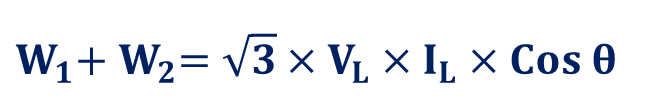 W₁+ W₂= √3 × V_L × I_L × Cos θ